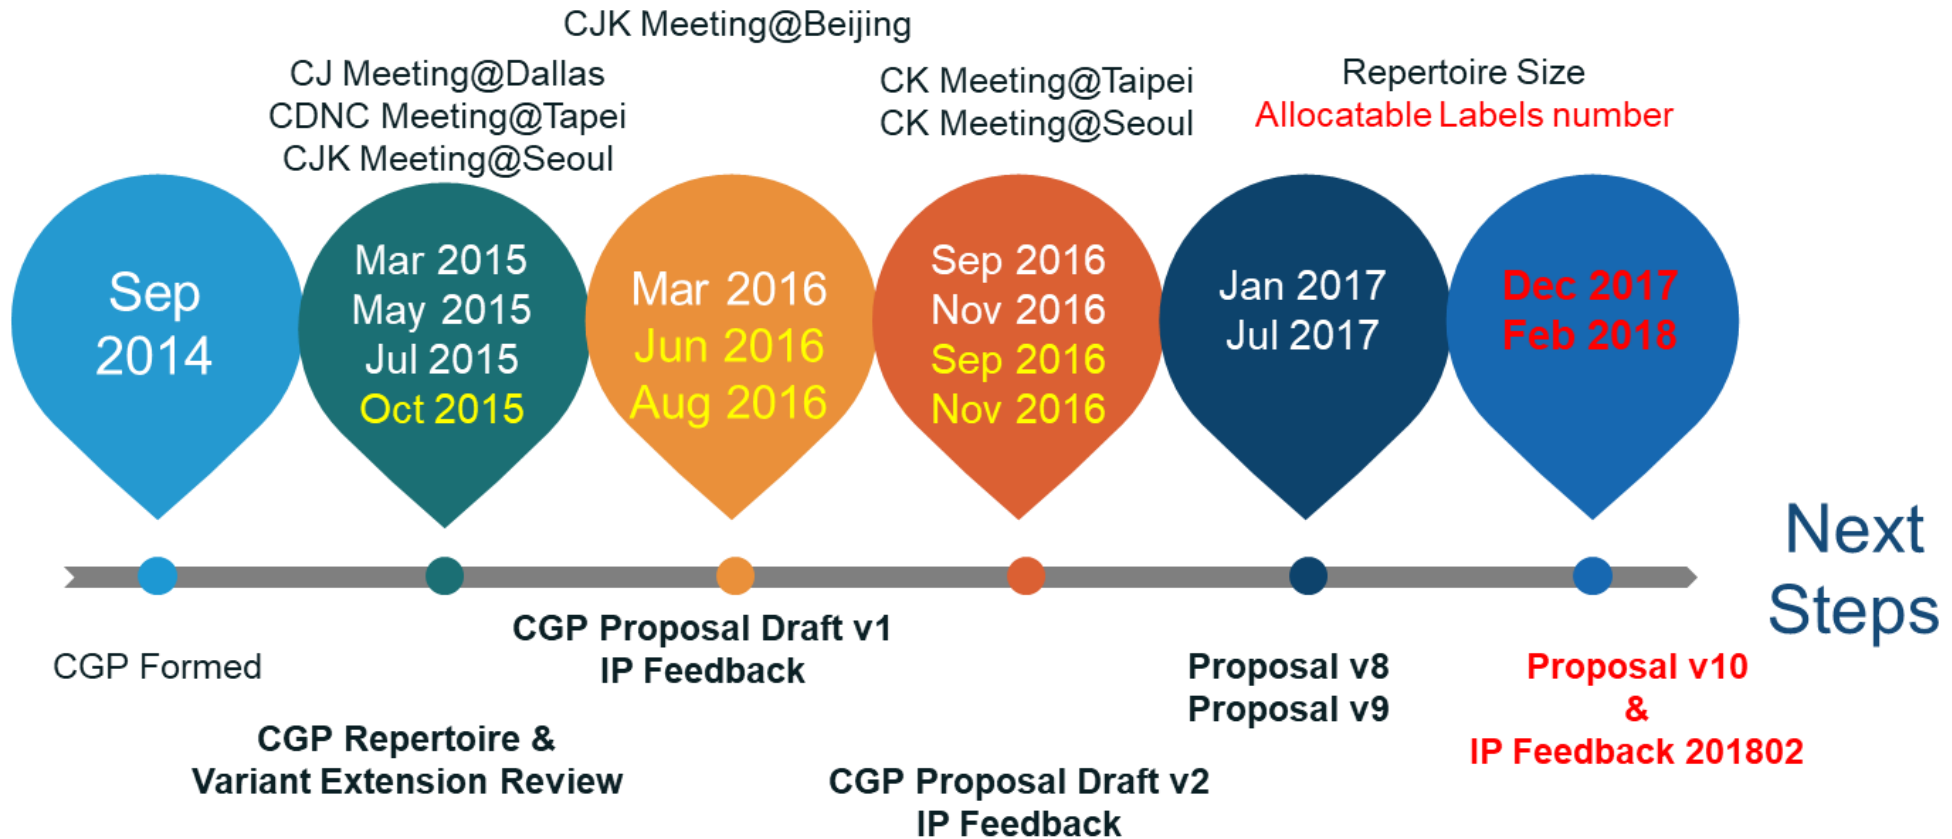 CJK Meeting@Beijing
CJ Meeting@Dallas
CDNC Meeting@Tapei
CJK Meeting@Seoul
CK Meeting@Taipei
CK Meeting@Seoul
Repertoire Size
Allocatable Labels number
Sep
2014
Mar 2015
May 2015
Jul 2015
Oct 2015
Mar 2016
Jun 2016
Aug 2016
Sep 2016
Nov 2016
Sep 2016
Nov 2016
Jan 2017
Jul 2017
Dec 2017
Feb 2018
Next
Steps
CGP Formed
CGP Repertoire &
Variant Extension Review
CGP Proposal Draft v1
IP Feedback
CGP Proposal Draft v2
IP Feedback
Proposal v8
Proposal v9
Proposal v10
&
IP Feedback 201802